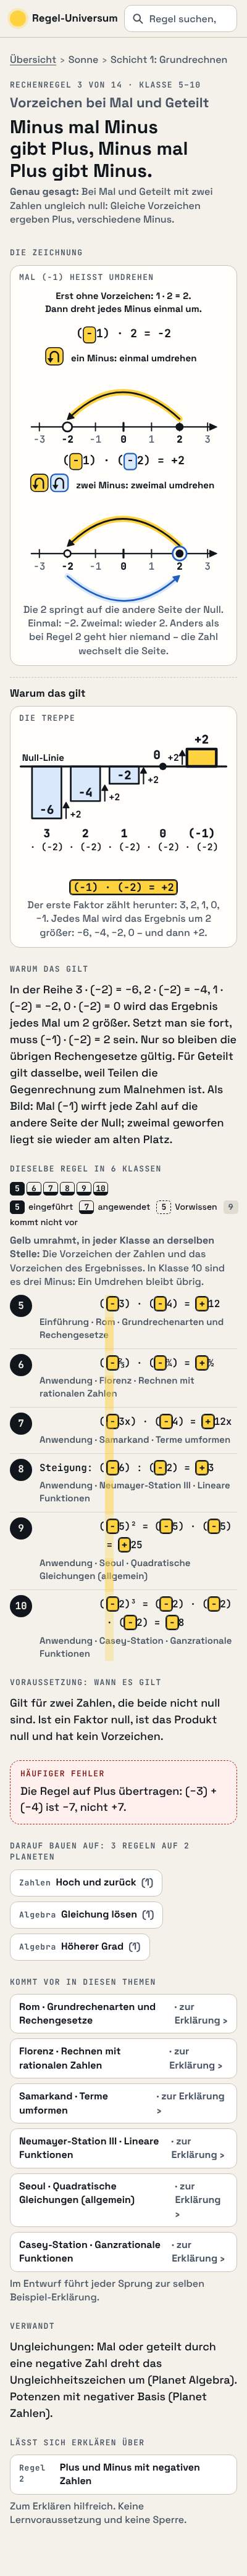 Regel-Universum
Regel suchen,
Übersicht > Sonne > Schicht 1: Grundrechnen
RECHENREGEL 3 VON 14 · KLASSE 5–10
Vorzeichen bei Mal und Geteilt
Minus mal Minus
gibt Plus, Minus mal
Plus gibt Minus.
Genau gesagt: Bei Mal und Geteilt mit zwei
Zahlen ungleich null: Gleiche Vorzeichen
ergeben Plus, verschiedene Minus.
DIE ZEICHNUNG
MAL (-1) HEISST UMDREHEN
Erst ohne Vorzeichen: 1 · 2 = 2.
Dann dreht jedes Minus einmal um.
(-1) · 2 = -2
ein Minus: einmal umdrehen
-3 -2 -1 0 1 2 3
(-1) · (-2) = +2
zwei Minus: zweimal umdrehen
-3 -2 -1 0 1 2 3
Die 2 springt auf die andere Seite der Null.
Einmal: −2. Zweimal: wieder 2. Anders als
bei Regel 2 geht hier niemand – die Zahl
wechselt die Seite.
Warum das gilt
DIE TREPPE
+2
Null-Linie
0 +2
-2 +2
-4 +2
-6 +2
3 2 1 0 (-1)
· (-2) · (-2) · (-2) · (-2) · (-2)
(-1) · (-2) = +2
Der erste Faktor zählt herunter: 3, 2, 1, 0,
−1. Jedes Mal wird das Ergebnis um 2
größer: −6, −4, −2, 0 – und dann +2.
WARUM DAS GILT
In der Reihe 3 · (−2) = −6, 2 · (−2) = −4, 1 ·
(−2) = −2, 0 · (−2) = 0 wird das Ergebnis
jedes Mal um 2 größer. Setzt man sie fort,
muss (−1) · (−2) = 2 sein. Nur so bleiben die
übrigen Rechengesetze gültig. Für Geteilt
gilt dasselbe, weil Teilen die
Gegenrechnung zum Malnehmen ist. Als
Bild: Mal (−1) wirft jede Zahl auf die
andere Seite der Null; zweimal geworfen
liegt sie wieder am alten Platz.
DIESELBE REGEL IN 6 KLASSEN
5 6 7 8 9 10
5 eingeführt 7 angewendet 5 Vorwissen 9
kommt nicht vor
Gelb umrahmt, in jeder Klasse an derselben
Stelle: Die Vorzeichen der Zahlen und das
Vorzeichen des Ergebnisses. In Klasse 10 sind
es drei Minus: Ein Umdrehen bleibt übrig.
5 (-3) · (-4) = +12
Einführung · Rom · Grundrechenarten und
Rechengesetze
6
Anwendung · Florenz · Rechnen mit
rationalen Zahlen
7 (-3x) · (-4) = +12x
Anwendung · Samarkand · Terme umformen
8 Steigung: (-6) : (-2) = +3
Anwendung · Neumayer-Station III · Lineare
Funktionen
9 (-5)² = (-5) · (-5)
= +25
Anwendung · Seoul · Quadratische
Gleichungen (allgemein)
10 (-2)³ = (-2) · (-2)
· (-2) = -8
Anwendung · Casey-Station · Ganzrationale
Funktionen
VORAUSSETZUNG: WANN ES GILT
Gilt für zwei Zahlen, die beide nicht null
sind. Ist ein Faktor null, ist das Produkt
null und hat kein Vorzeichen.
HÄUFIGER FEHLER
Die Regel auf Plus übertragen: (−3) +
(−4) ist −7, nicht +7.
DARAUF BAUEN AUF: 3 REGELN AUF 2
PLANETEN
Zahlen Hoch und zurück (1)
Algebra Gleichung lösen (1)
Algebra Höherer Grad (1)
KOMMT VOR IN DIESEN THEMEN
Rom · Grundrechenarten und
Rechengesetze · zur
Erklärung >
Florenz · Rechnen mit
rationalen Zahlen · zur
Erklärung >
Samarkand · Terme
umformen · zur Erklärung
>
Neumayer-Station III · Lineare
Funktionen · zur
Erklärung >
Seoul · Quadratische
Gleichungen (allgemein) · zur
Erklärung
>
Casey-Station · Ganzrationale
Funktionen · zur
Erklärung >
Im Entwurf führt jeder Sprung zur selben
Beispiel-Erklärung.
VERWANDT
Ungleichungen: Mal oder geteilt durch
eine negative Zahl dreht das
Ungleichheitszeichen um (Planet Algebra).
Potenzen mit negativer Basis (Planet
Zahlen).
LÄSST SICH ERKLÄREN ÜBER
Regel
2 Plus und Minus mit negativen
Zahlen
Zum Erklären hilfreich. Keine
Lernvoraussetzung und keine Sperre.